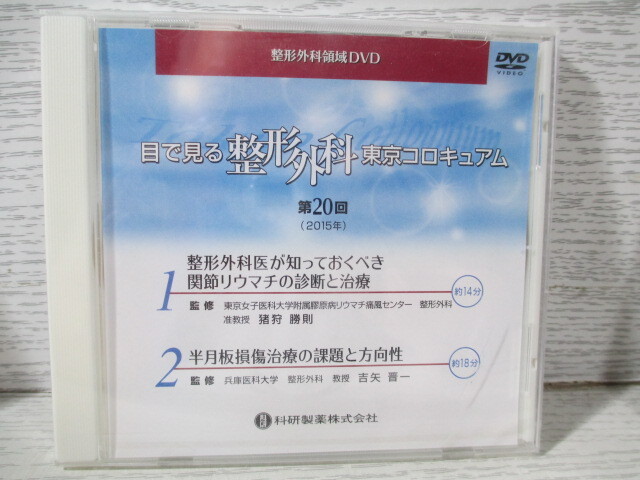 整形外科領域DVD
DVD
VIDEO
目で見る整形外科東京コロキュアム
第20回
(2015年)
1 整形外科医が知っておくべき
関節リウマチの診断と治療
約14分
監修 東京女子医科大学附属膠原病リウマチ痛風センター 整形外科
准教授 猪狩 勝則
2 半月板損傷治療の課題と方向性
約18分
監修 兵庫医科大学 整形外科 教授 吉矢 晋一
科研製薬株式会社